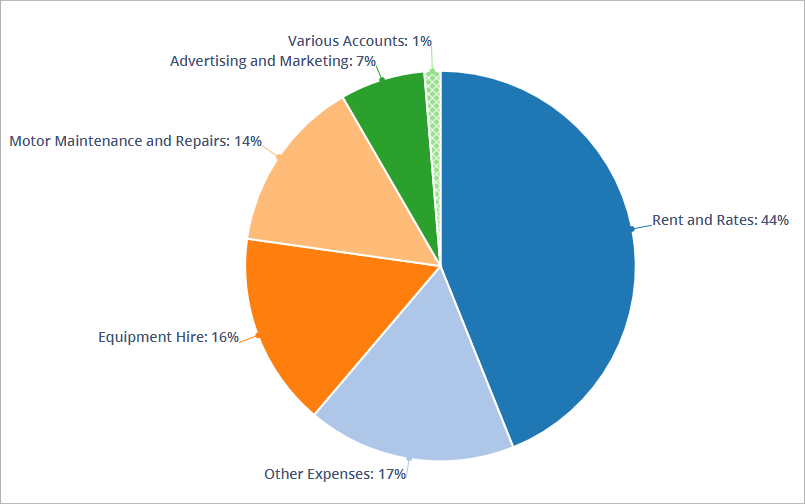 Various Accounts: 1%
Advertising and Marketing: 7%
Motor Maintenance and Repairs: 14%
Rent and Rates: 44%
Equipment Hire: 16%
Other Expenses: 17%